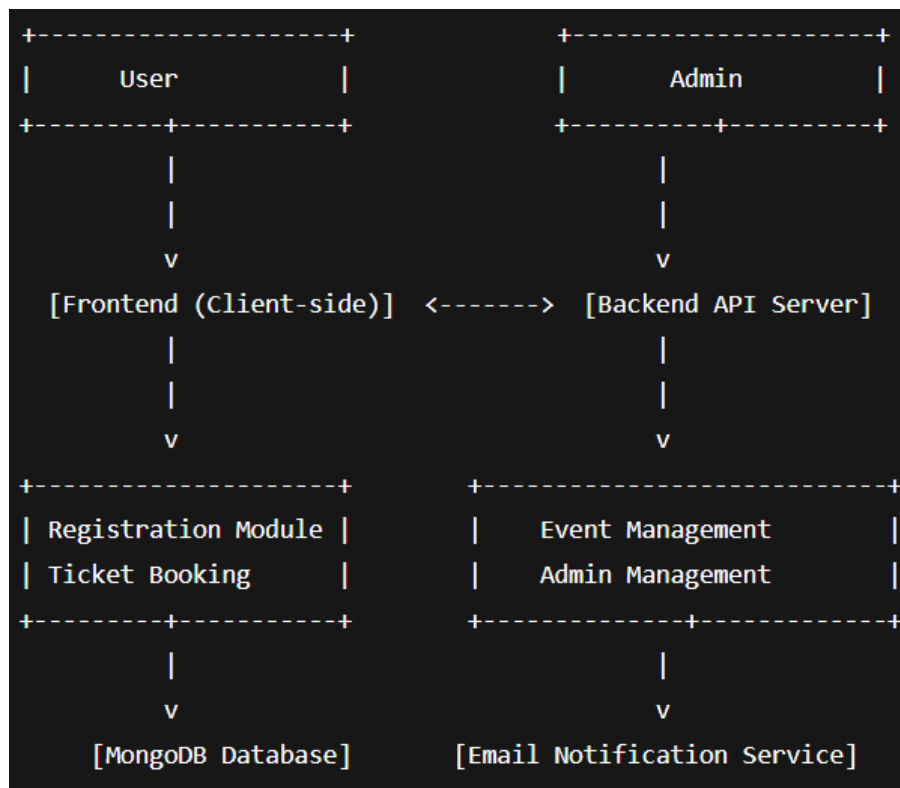 +---------------------+              +---------------------+
|      User           |              |       Admin         |
+---------+-----------+              +----------+----------+
          |                                  |
          |                                  |
          v                                  v
  [Frontend (Client-side)]  <------->  [Backend API Server]
          |                                  |
          |                                  |
          v                                  v
+---------------------+        +----------------------------+
| Registration Module |        |    Event Management        |
| Ticket Booking      |        |    Admin Management        |
+---------+-----------+        +--------------+-------------+
          |                                  |
          v                                  v
     [MongoDB Database]       [Email Notification Service]